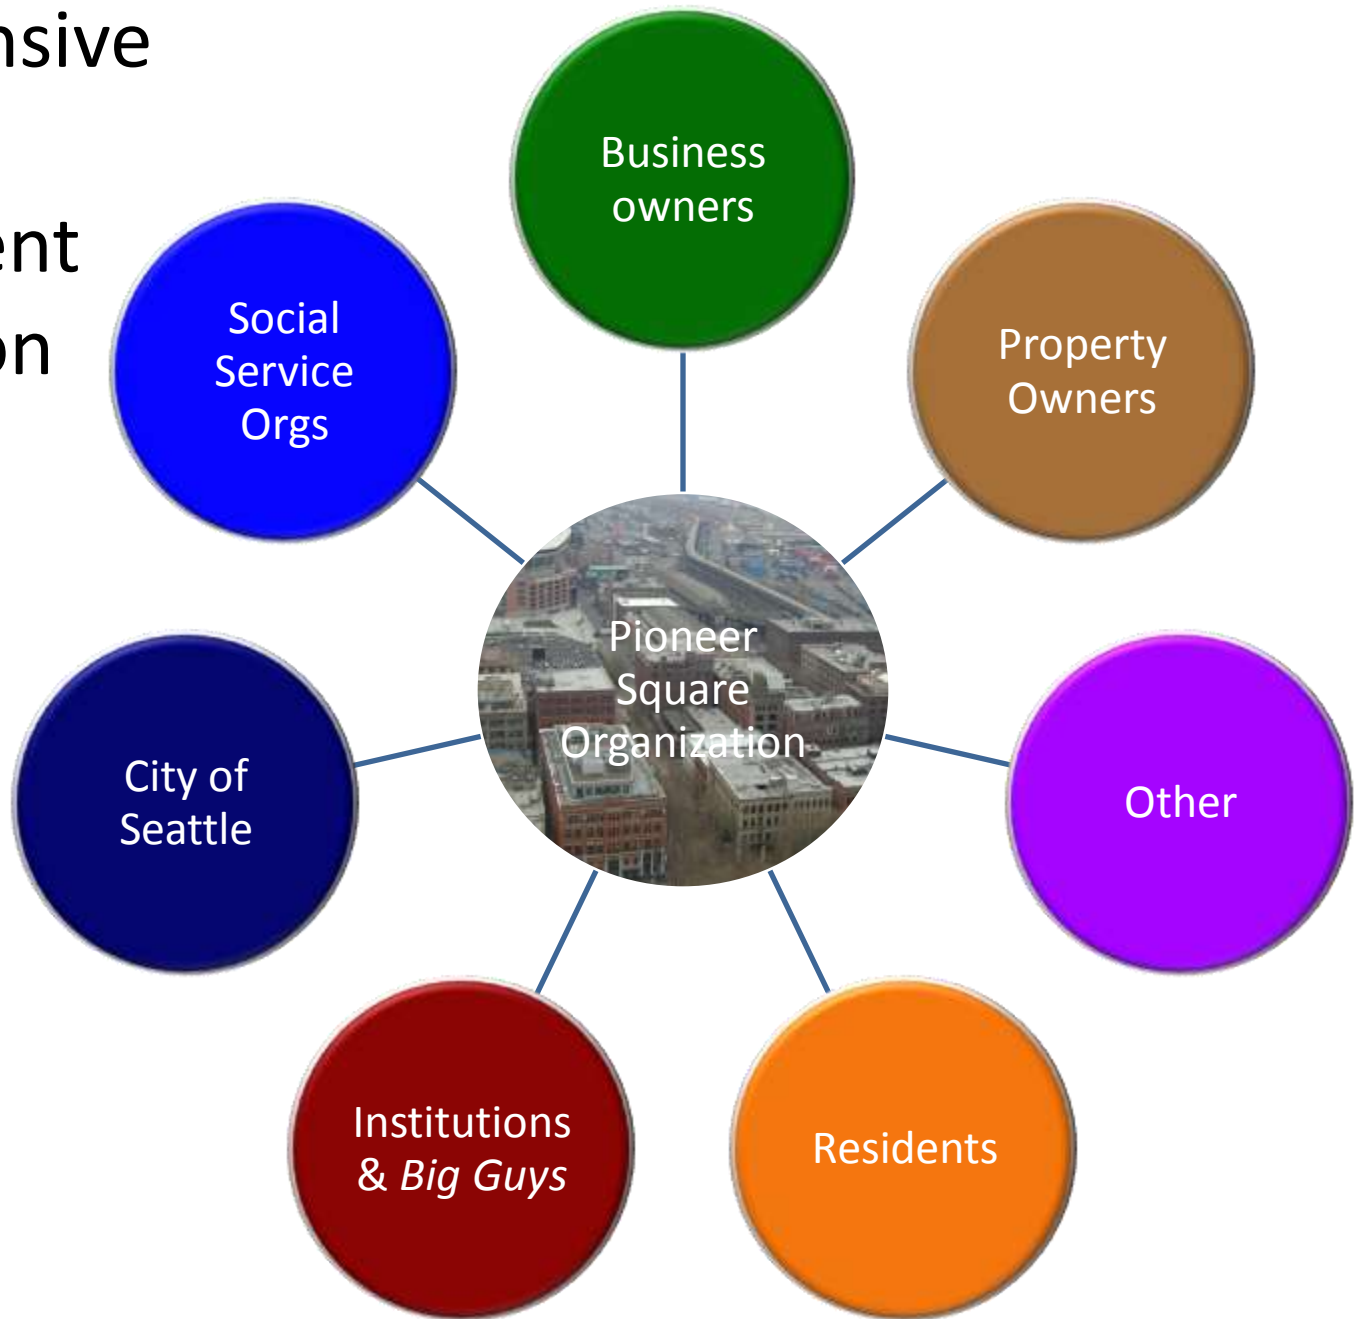 nsive
ent
on
Business
owners
Social
Service
Orgs
Property
Owners
Pioneer
Square
Organization
City of
Seattle
Other
Institutions
& Big Guys
Residents